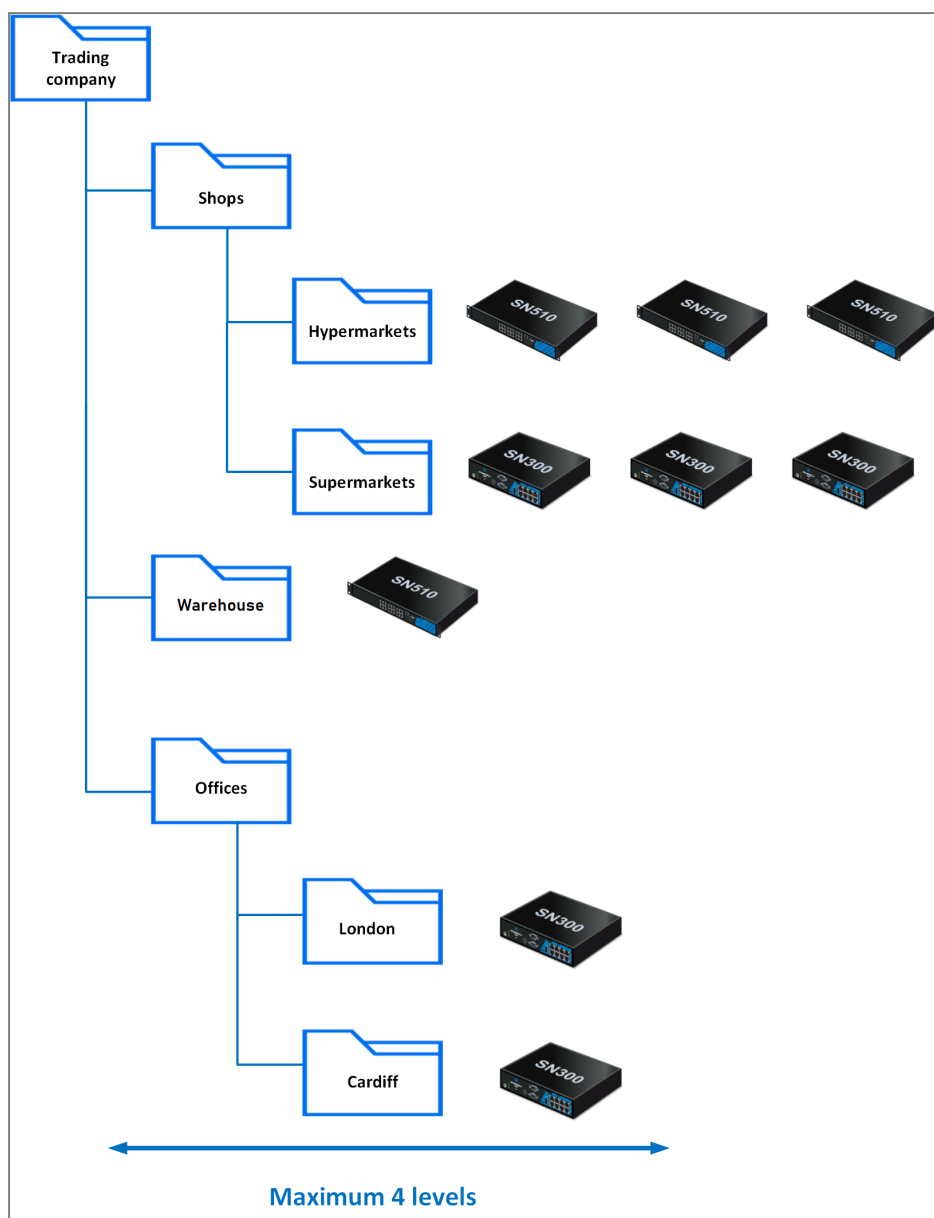 Trading
company
Shops
Hypermarkets
SN510
SN510
SN510
Supermarkets
SN300
SN300
SN300
Warehouse
SN510
Offices
London
SN300
Cardiff
SN300
Maximum 4 levels